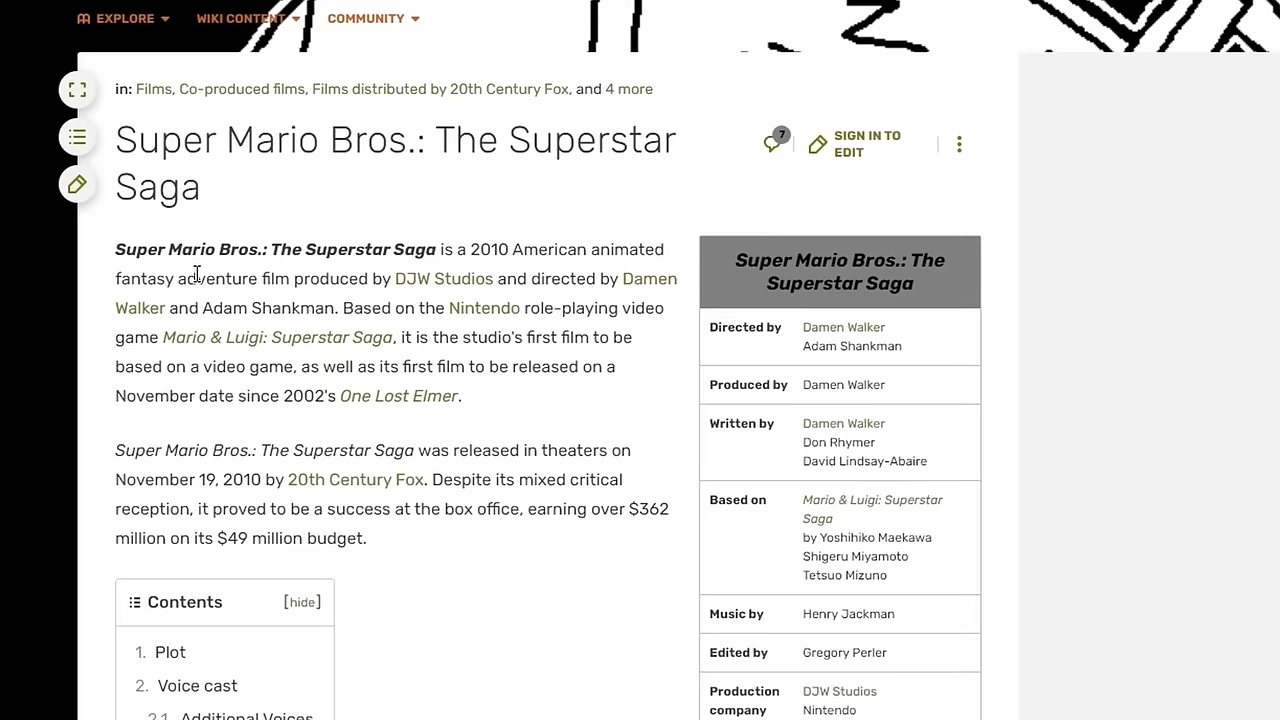 EXPLORE WIKI CONTENT COMMUNITY
in: Films, Co-produced films, Films distributed by 20th Century Fox, and 4 more
Super Mario Bros.: The Superstar
Saga
7
SIGN IN TO
EDIT
Super Mario Bros.: The Superstar Saga is a 2010 American animated
fantasy adventure film produced by DJW Studios and directed by Damen
Walker and Adam Shankman. Based on the Nintendo role-playing video
game Mario & Luigi: Superstar Saga, it is the studio's first film to be
based on a video game, as well as its first film to be released on a
November date since 2002's One Lost Elmer.
Super Mario Bros.: The Superstar Saga was released in theaters on
November 19, 2010 by 20th Century Fox. Despite its mixed critical
reception, it proved to be a success at the box office, earning over $362
million on its $49 million budget.
Contents [hide]
1. Plot
2. Voice cast
2.1 Additional Voices
Super Mario Bros.: The
Superstar Saga
Directed by Damen Walker
Adam Shankman
Produced by Damen Walker
Written by Damen Walker
Don Rhymer
David Lindsay-Abaire
Based on Mario & Luigi: Superstar
Saga
by Yoshihiko Maekawa
Shigeru Miyamoto
Tetsuo Mizuno
Music by Henry Jackman
Edited by Gregory Perler
Production DJW Studios
company Nintendo